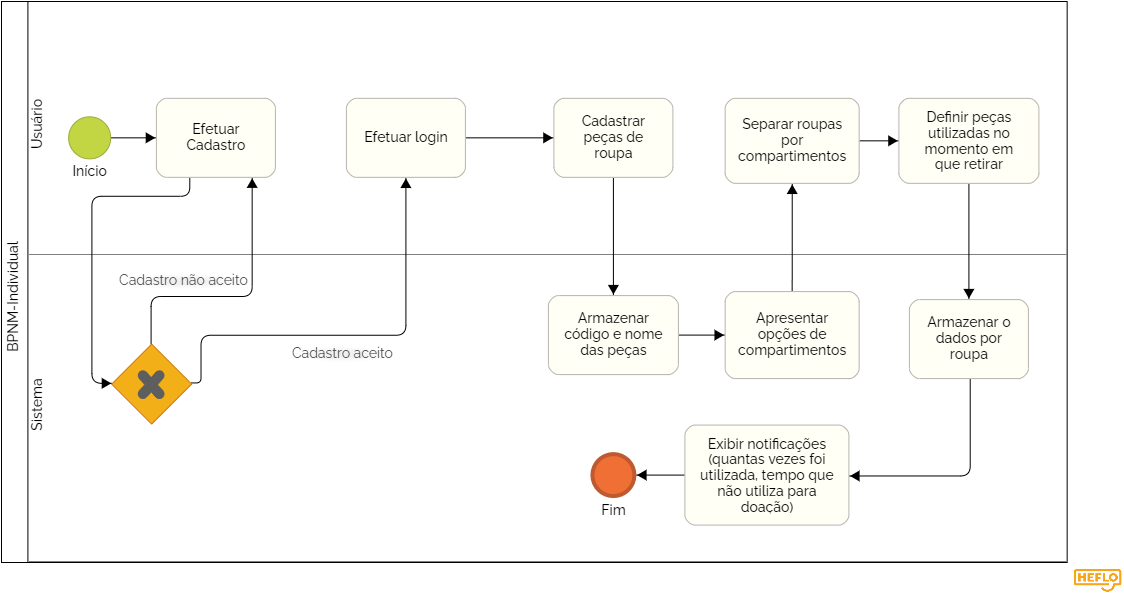 BPNM-Individual
Usuário
Início
Efetuar
Cadastro
Efetuar login
Cadastrar
peças de
roupa
Separar roupas
por
compartimentos
Definir peças
utilizadas no
momento em
que retirar
Sistema
Cadastro não aceito
Cadastro aceito
Armazenar
código e nome
das peças
Apresentar
opções de
compartimentos
Armazenar o
dados por
roupa
Exibir notificações
(quantas vezes foi
utilizada, tempo que
não utiliza para
doação)
Fim
HEFLO